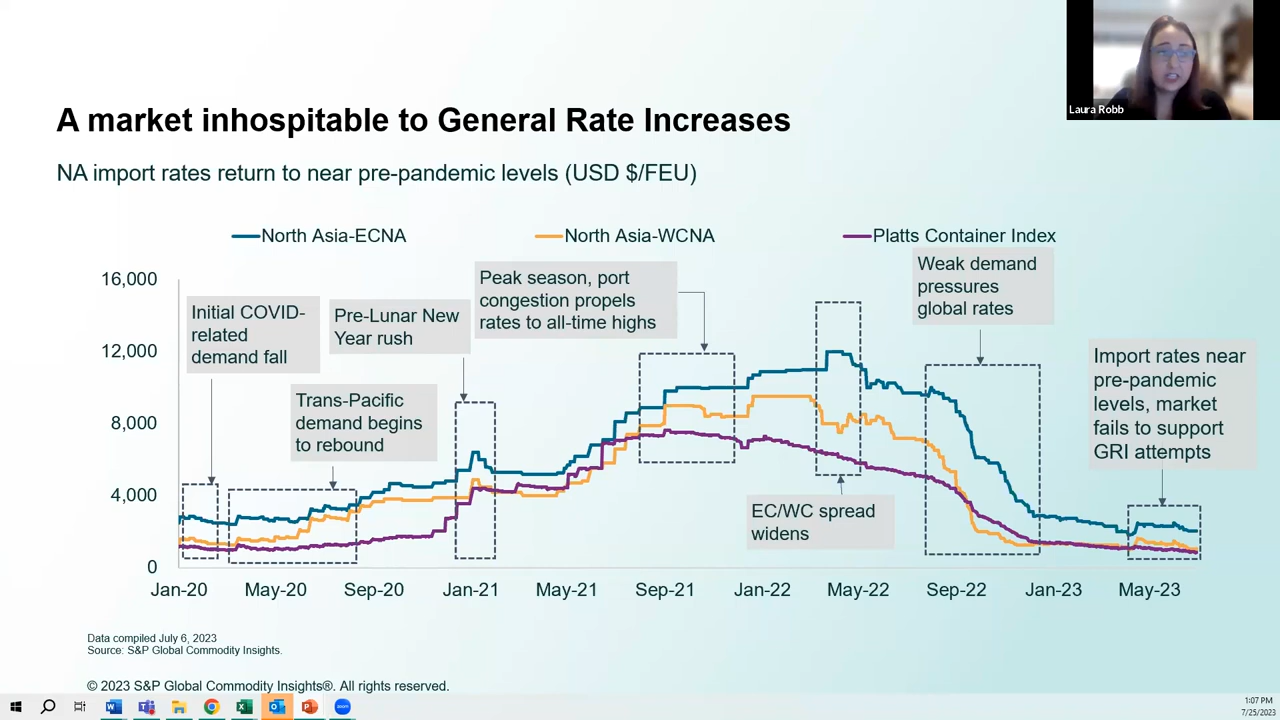 Laura Robb
A market inhospitable to General Rate Increases
NA import rates return to near pre-pandemic levels (USD $/FEU)
North Asia-ECNA
North Asia-WCNA
Platts Container Index
16,000
12,000
8,000
4,000
0
Initial COVID-
related
demand fall
Pre-Lunar New
Year rush
Trans-Pacific
demand begins
to rebound
Peak season, port
congestion propels
rates to all-time highs
Weak demand
pressures
global rates
Import rates near
pre-pandemic
levels, market
fails to support
GRI attempts
EC/WC spread
widens
Jan-20
May-20
Sep-20
Jan-21
May-21
Sep-21
Jan-22
May-22
Sep-22
Jan-23
May-23
Data compiled July 6, 2023
Source: S&P Global Commodity Insights.
© 2023 S&P Global Commodity Insights®. All rights reserved.
1:07 PM
7/25/2023
zoom